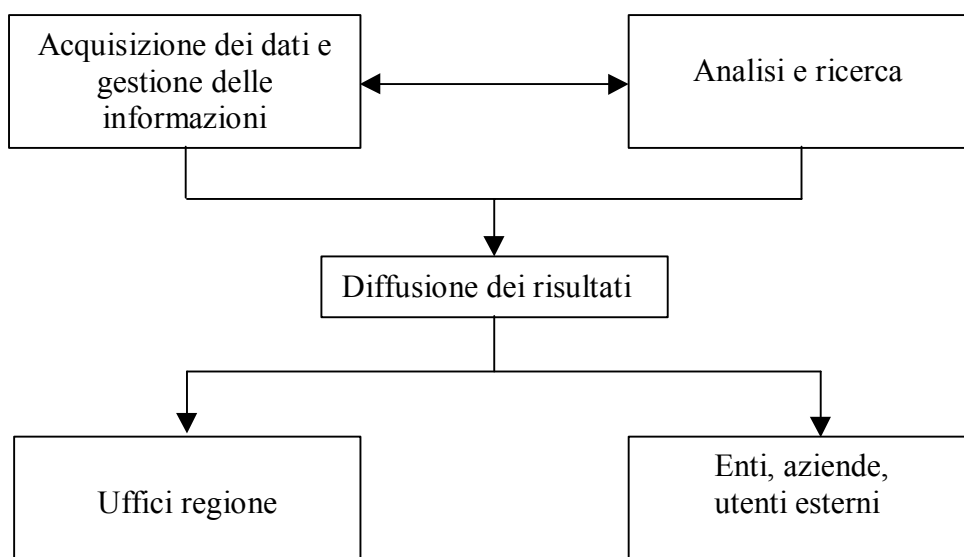 Acquisizione dei dati e
gestione delle
informazioni
Analisi e ricerca
Diffusione dei risultati
Uffici regione
Enti, aziende,
utenti esterni